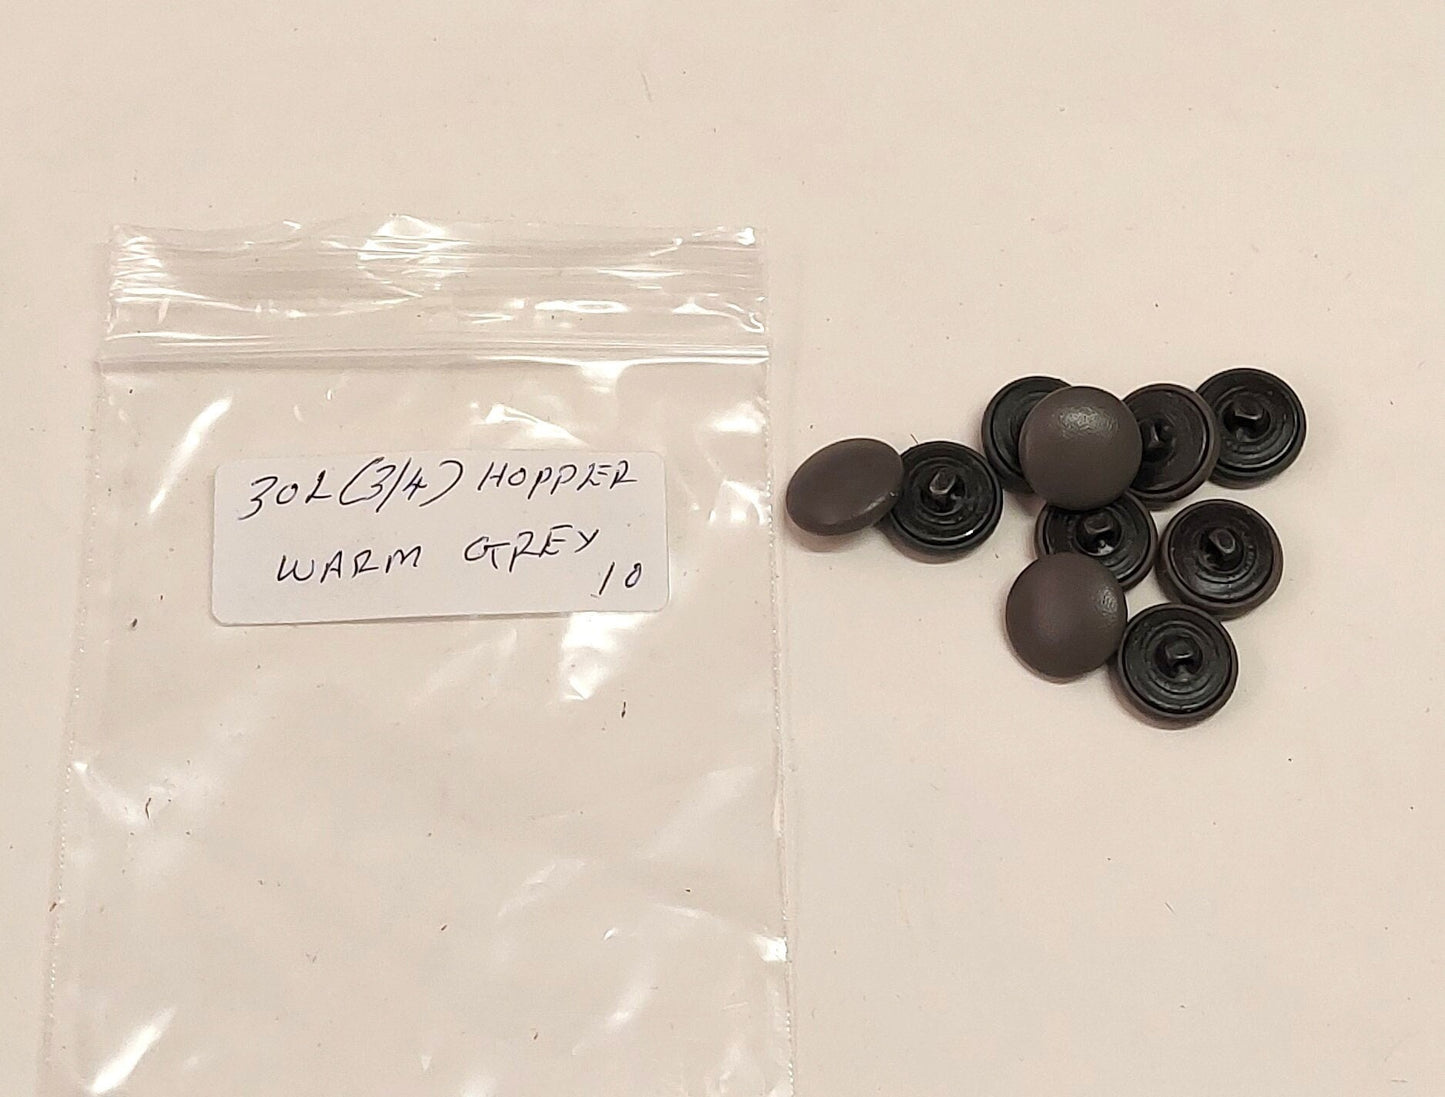 30L (3/4) HOPPER
WARM GREY
10